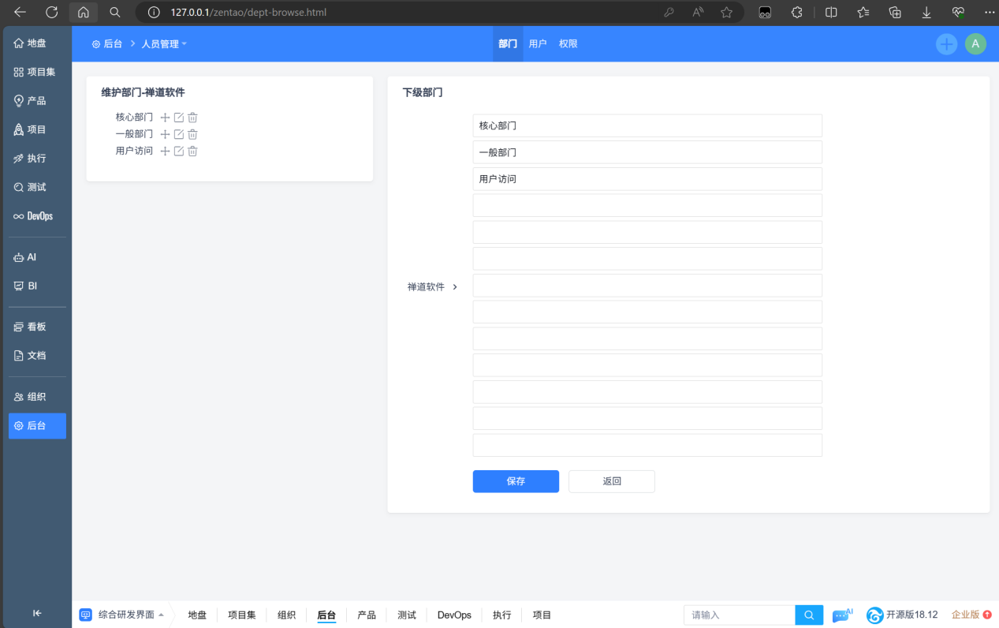 127.0.0.1/zentao/dept-browse.html
地盘
项目集
产品
项目
执行
测试
DevOps
AI
BI
看板
文档
组织
后台
后台 人员管理
部门 用户 权限
A
维护部门-禅道软件
核心部门
一般部门
用户访问
下级部门
核心部门
一般部门
用户访问
禅道软件
保存 返回
综合研发界面 地盘 项目集 组织 后台 产品 测试 DevOps 执行 项目
请输入 AI 开源版18.12 企业版